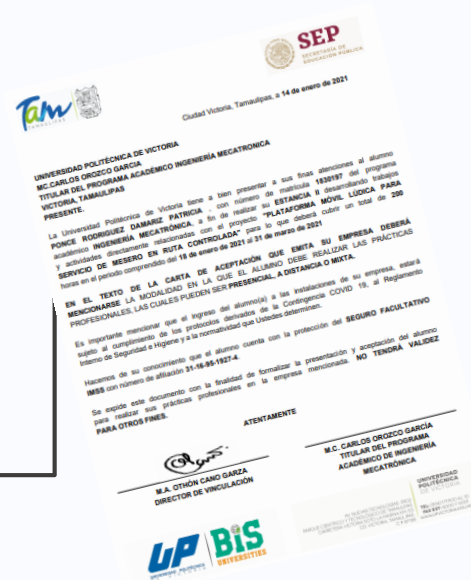 Tam
TAMAULIPAS
SEP
SECRETARÍA DE
EDUCACIÓN PÚBLICA
Ciudad Victoria, Tamaulipas, a 14 de enero de 2021
UNIVERSIDAD POLITÉCNICA DE VICTORIA
MC.CARLOS OROZCO GARCIA
TITULAR DEL PROGRAMA ACADÉMICO INGENIERÍA MECATRONICA
VICTORIA, TAMAULIPAS
PRESENTE.
La Universidad Politécnica de Victoria tiene a bien presentar a sus finas atenciones al alumno
PONCE RODRIGUEZ DAMARIZ PATRICIA , con número de matrícula 1830197 del programa
académico INGENIERÍA MECATRÓNICA, a fin de realizar su ESTANCIA II desarrollando trabajos
y actividades directamente relacionadas con el proyecto "PLATAFORMA MÓVIL LÚDICA PARA
SERVICIO DE MESERO EN RUTA CONTROLADA" para lo que deberá cubrir un total de 200
horas en el periodo comprendido del 18 de enero de 2021 al 31 de marzo de 2021
EN EL TEXTO DE LA CARTA DE ACEPTACIÓN QUE EMITA SU EMPRESA DEBERÁ
MENCIONARSE LA MODALIDAD EN LA QUE EL ALUMNO DEBE REALIZAR LAS PRÁCTICAS
PROFESIONALES, LAS CUALES PUEDEN SER PRESENCIAL, A DISTANCIA O MIXTA.
Es importante mencionar que el ingreso del alumno(a) a las instalaciones de su empresa, estará
sujeto al cumplimiento de los protocolos derivados de la Contingencia COVID 19, al Reglamento
Interno de Seguridad e Higiene y a la normatividad que Ustedes determinen.
Hacemos de su conocimiento que el alumno cuenta con la protección del SEGURO FACULTATIVO
IMSS con número de afiliación 31-16-95-1927-4.
Se expide este documento con la finalidad de formalizar la presentación y aceptación del alumno
para realizar sus prácticas profesionales en la empresa mencionada. NO TENDRÁ VALIDEZ
PARA OTROS FINES.
ATENTAMENTE
M.A. OTHÓN CANO GARZA
DIRECTOR DE VINCULACIÓN
M.C. CARLOS OROZCO GARCÍA
TITULAR DEL PROGRAMA
ACADÉMICO DE INGENIERÍA
MECATRÓNICA
UP
UNIVERSIDAD POLITÉCNICA
VICTORIA
BIS
UNIVERSITIES
UNIVERSIDAD
POLITÉCNICA
DE VICTORIA